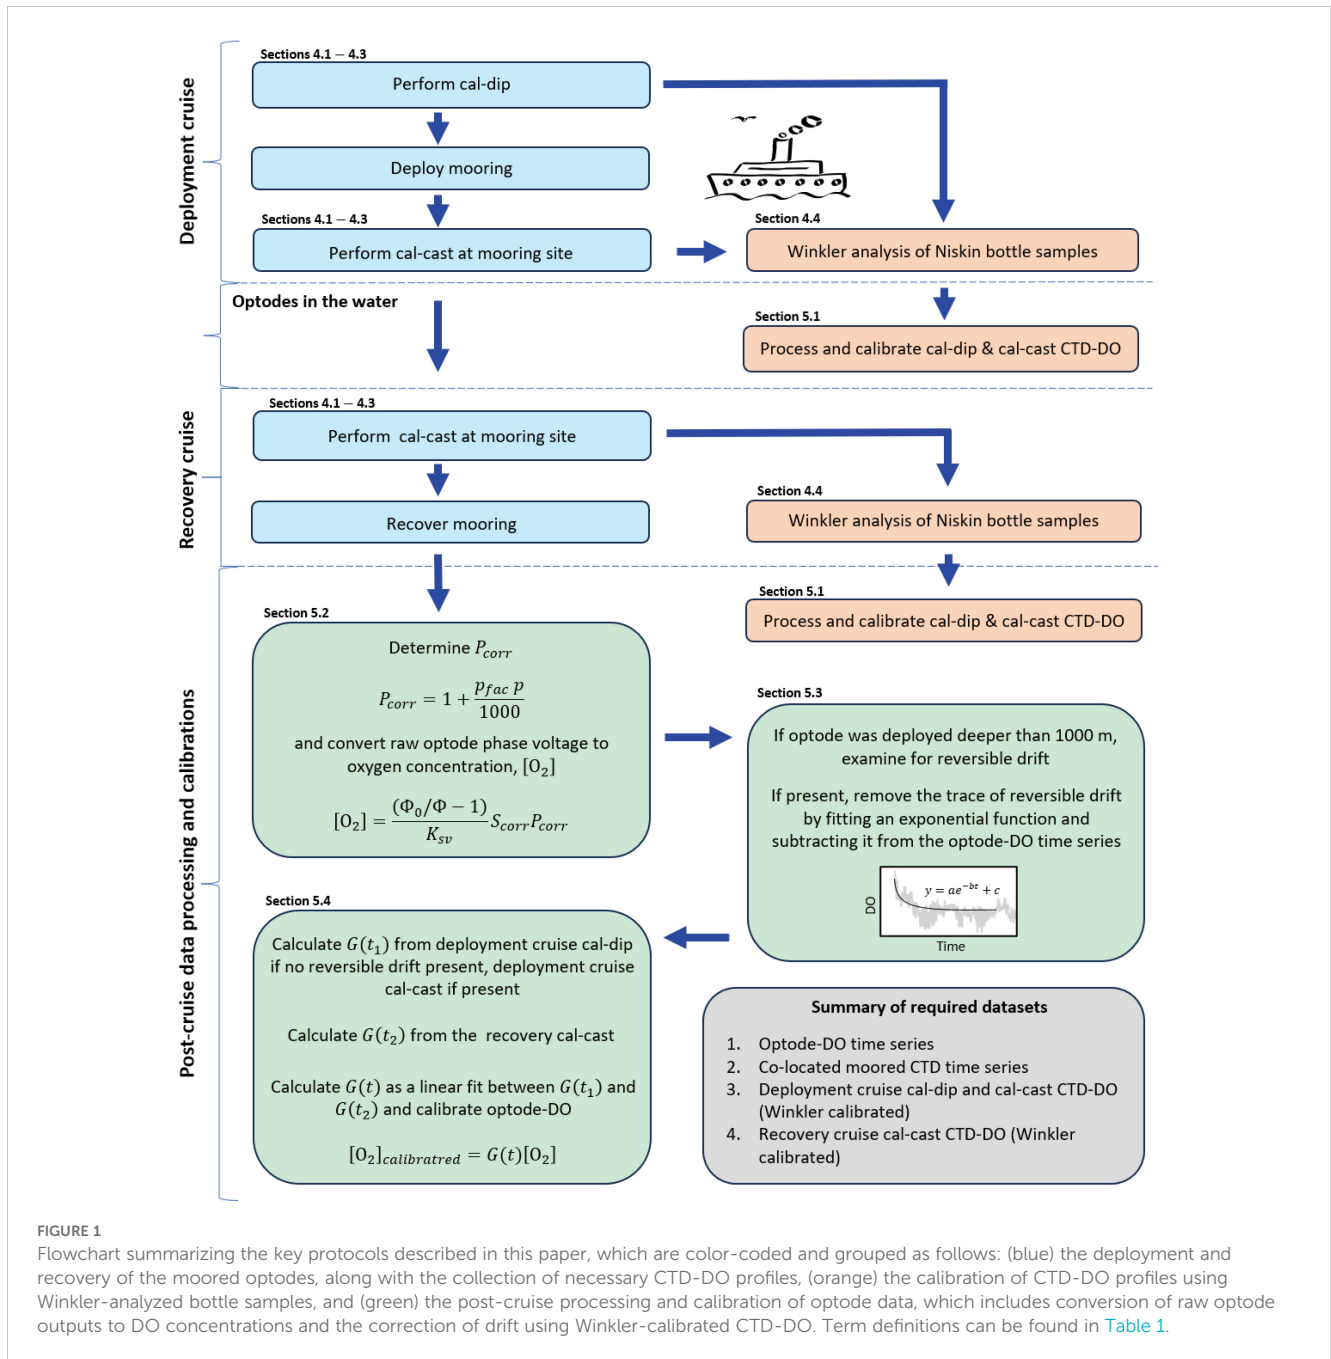 Deployment cruise
Sections 4.1 – 4.3
Perform cal-dip
Deploy mooring
Sections 4.1 – 4.3
Perform cal-cast at mooring site
Section 4.4
Winkler analysis of Niskin bottle samples
Optodes in the water
Section 5.1
Process and calibrate cal-dip & cal-cast CTD-DO
Recovery cruise
Sections 4.1 – 4.3
Perform cal-cast at mooring site
Recover mooring
Section 4.4
Winkler analysis of Niskin bottle samples
Section 5.1
Process and calibrate cal-dip & cal-cast CTD-DO
Post-cruise data processing and calibrations
Section 5.2
Determine P_corr
P_corr = 1 + p_fac p / 1000
and convert raw optode phase voltage to
oxygen concentration, [O₂]
[O₂] = (Φ₀/Φ − 1) / K_sv S_corr P_corr
Section 5.3
If optode was deployed deeper than 1000 m,
examine for reversible drift
If present, remove the trace of reversible drift
by fitting an exponential function and
subtracting it from the optode-DO time series
y = ae^−bt + c
DO
Time
Section 5.4
Calculate G(t₁) from deployment cruise cal-dip
if no reversible drift present, deployment cruise
cal-cast if present
Calculate G(t₂) from the recovery cal-cast
Calculate G(t) as a linear fit between G(t₁) and
G(t₂) and calibrate optode-DO
[O₂]_calibratred = G(t)[O₂]
Summary of required datasets
1. Optode-DO time series
2. Co-located moored CTD time series
3. Deployment cruise cal-dip and cal-cast CTD-DO
(Winkler calibrated)
4. Recovery cruise cal-cast CTD-DO (Winkler
calibrated)
FIGURE 1
Flowchart summarizing the key protocols described in this paper, which are color-coded and grouped as follows: (blue) the deployment and
recovery of the moored optodes, along with the collection of necessary CTD-DO profiles, (orange) the calibration of CTD-DO profiles using
Winkler-analyzed bottle samples, and (green) the post-cruise processing and calibration of optode data, which includes conversion of raw optode
outputs to DO concentrations and the correction of drift using Winkler-calibrated CTD-DO. Term definitions can be found in Table 1.